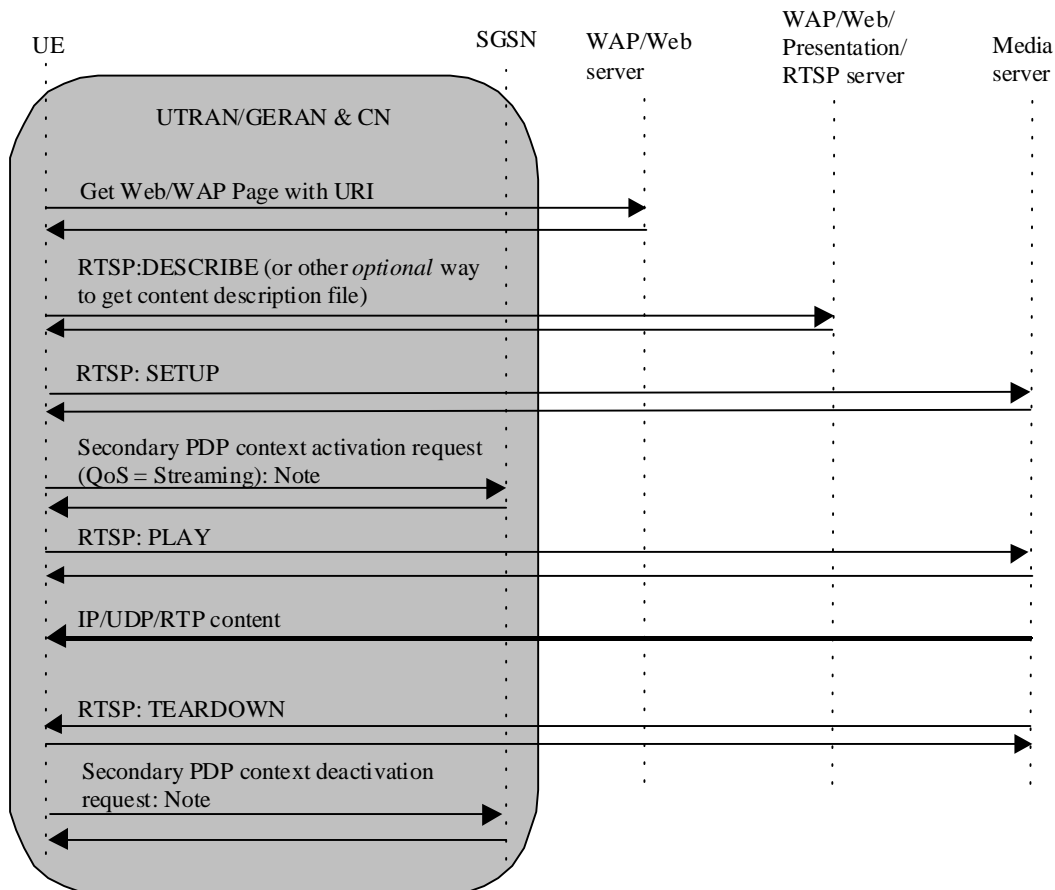 UE
SGSN
WAP/Web
server
WAP/Web/
Presentation/
RTSP server
Media
server
UTRAN/GERAN & CN
Get Web/WAP Page with URI
RTSP:DESCRIBE (or other optional way
to get content description file)
RTSP: SETUP
Secondary PDP context activation request
(QoS = Streaming): Note
RTSP: PLAY
IP/UDP/RTP content
RTSP: TEARDOWN
Secondary PDP context deactivation
request: Note